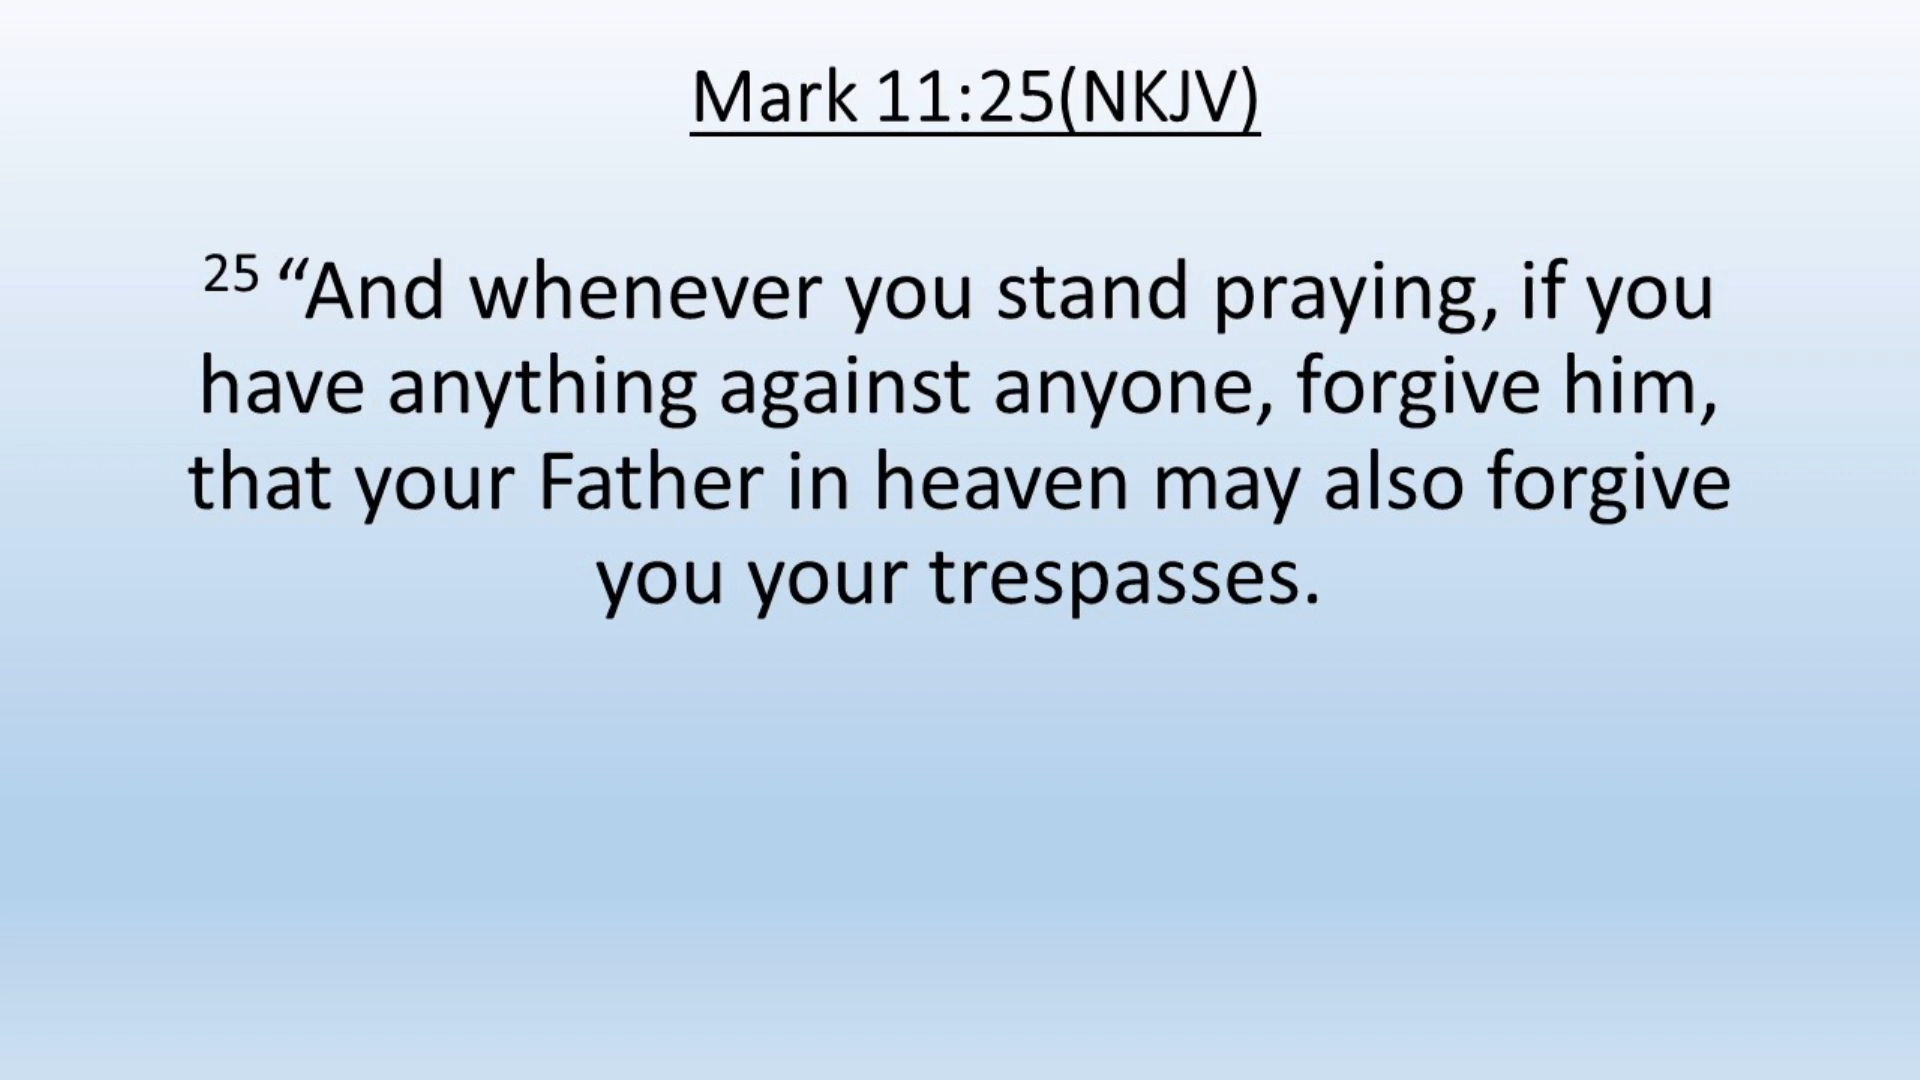 Mark 11:25(NKJV)
25 “And whenever you stand praying, if you
have anything against anyone, forgive him,
that your Father in heaven may also forgive
you your trespasses.